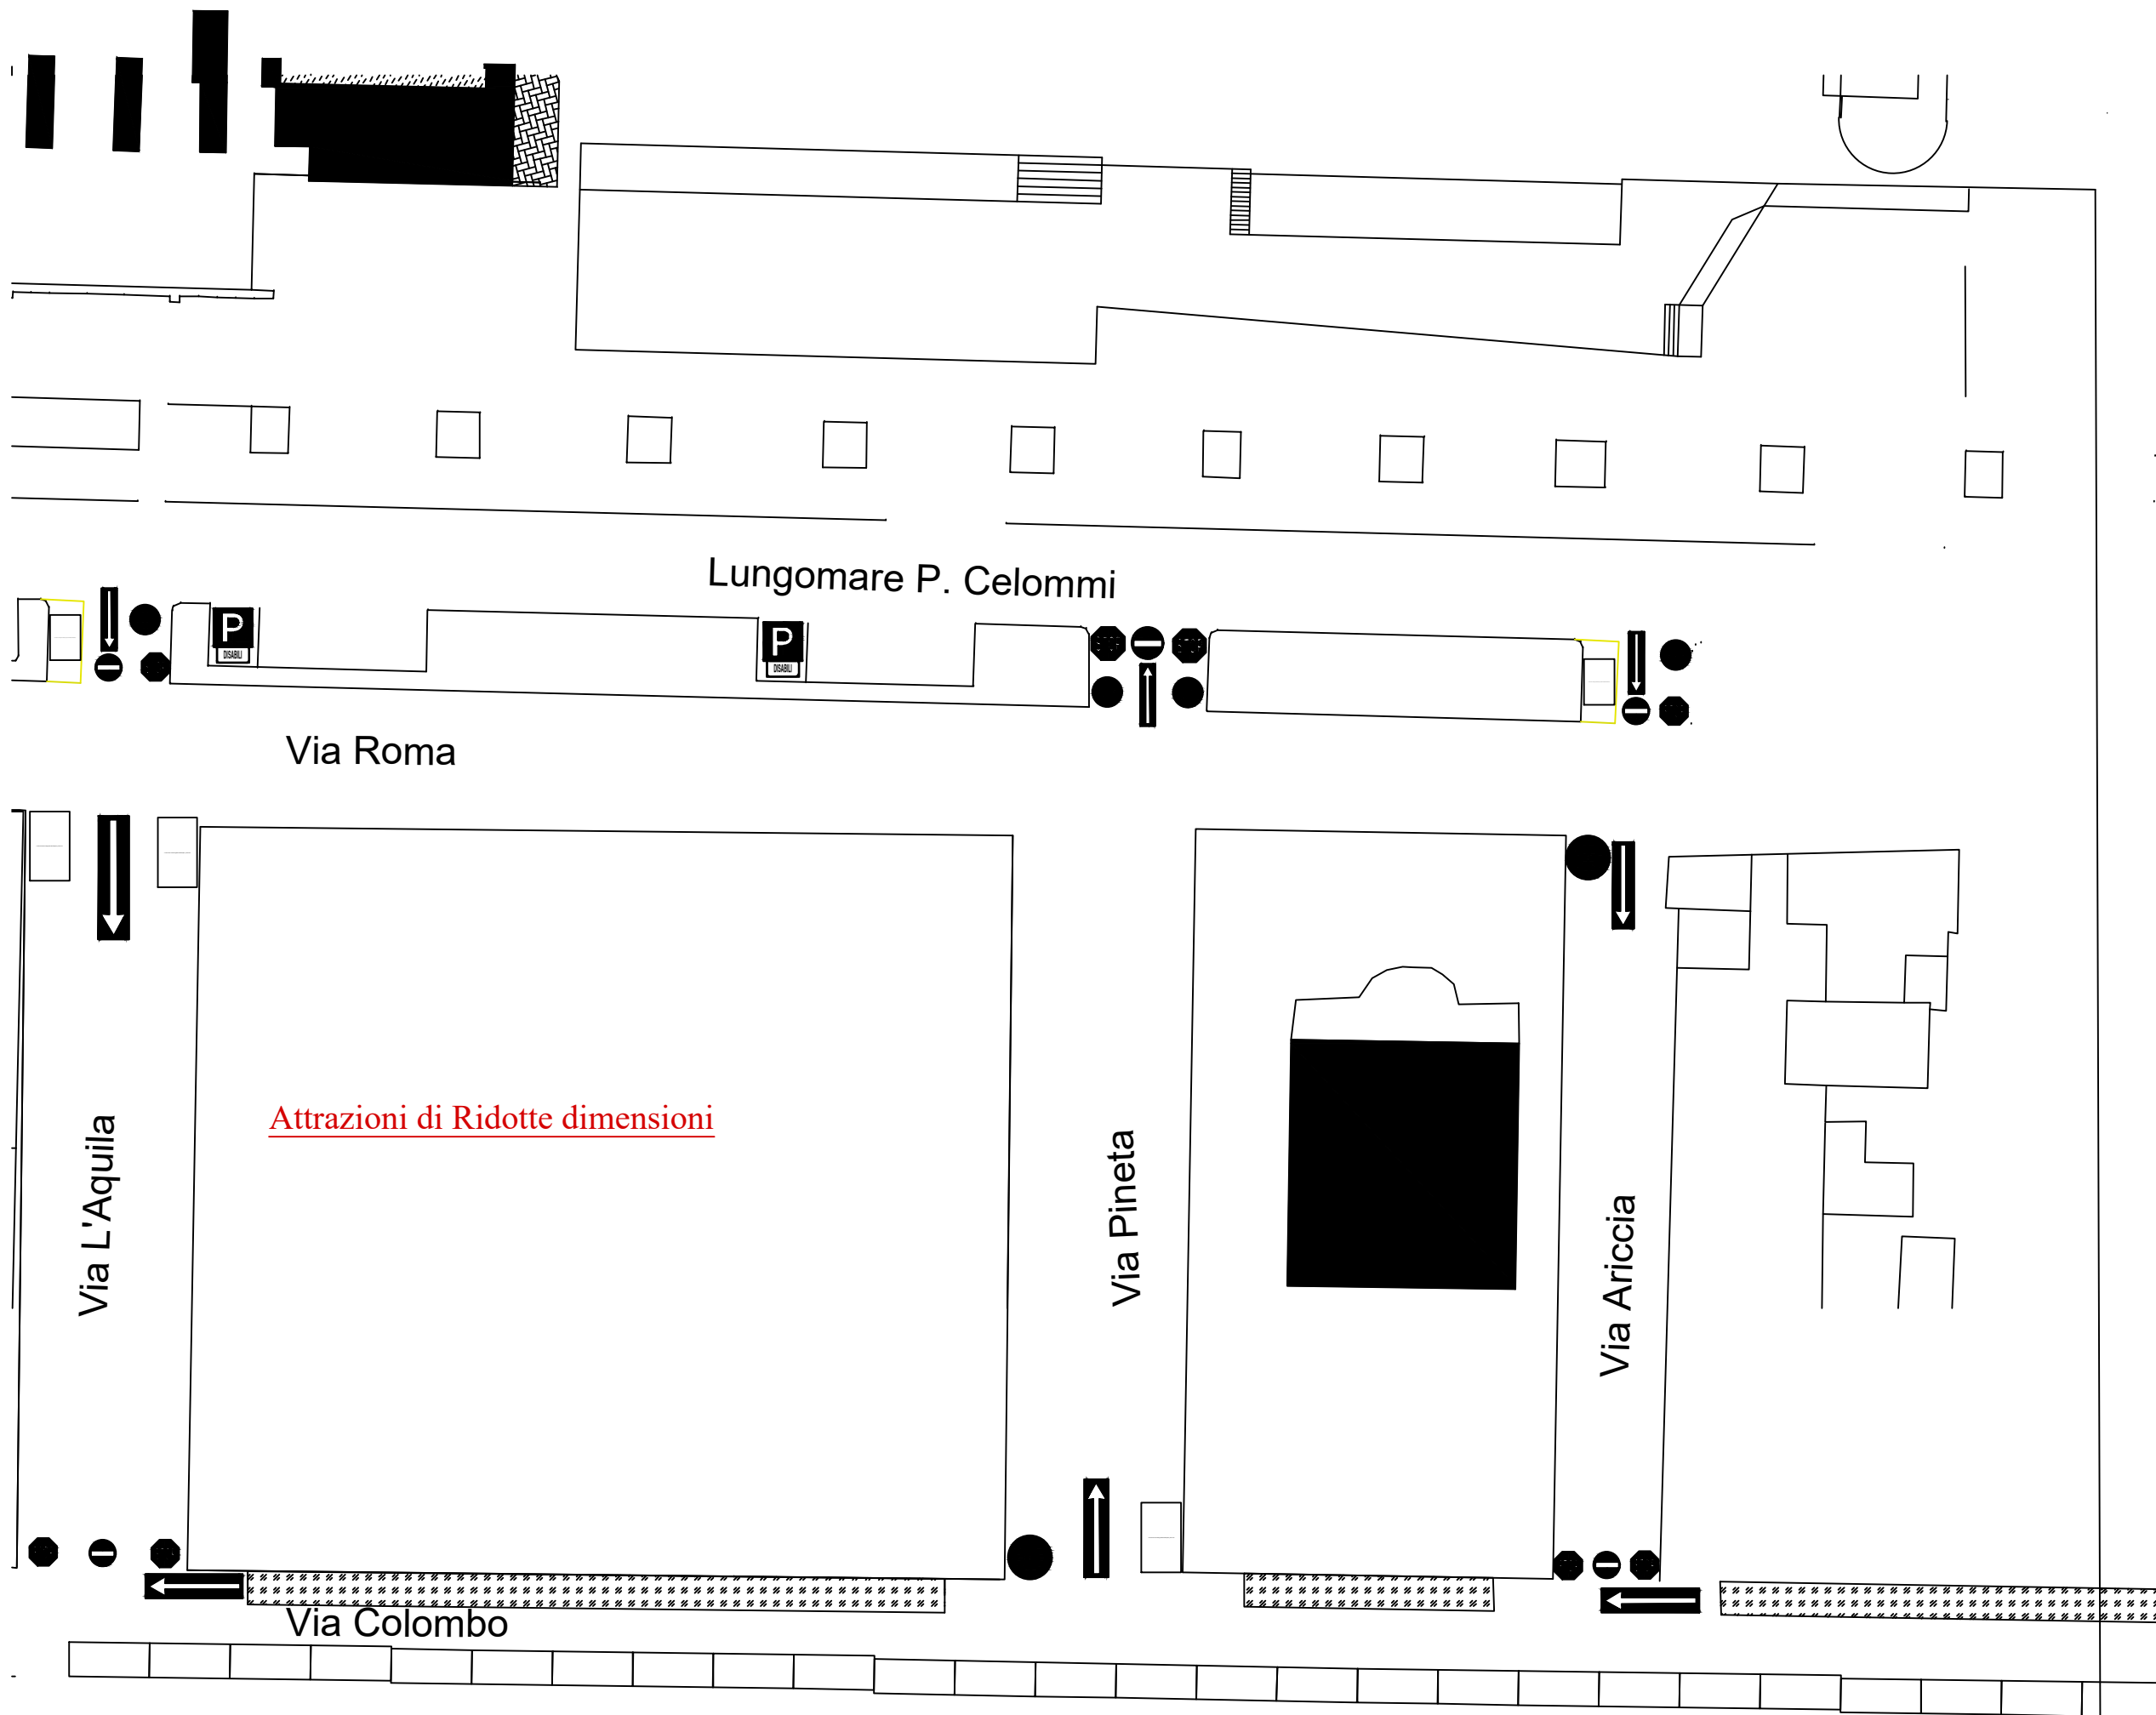 Lungomare P. Celommi
P
DISABILI
P
DISABILI
Via Roma
Attrazioni di Ridotte dimensioni
Via L'Aquila
Via Pineta
Via Ariccia
Via Colombo